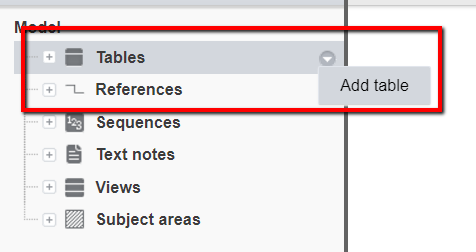 Model
Tables
Add table
References
Sequences
Text notes
Views
Subject areas